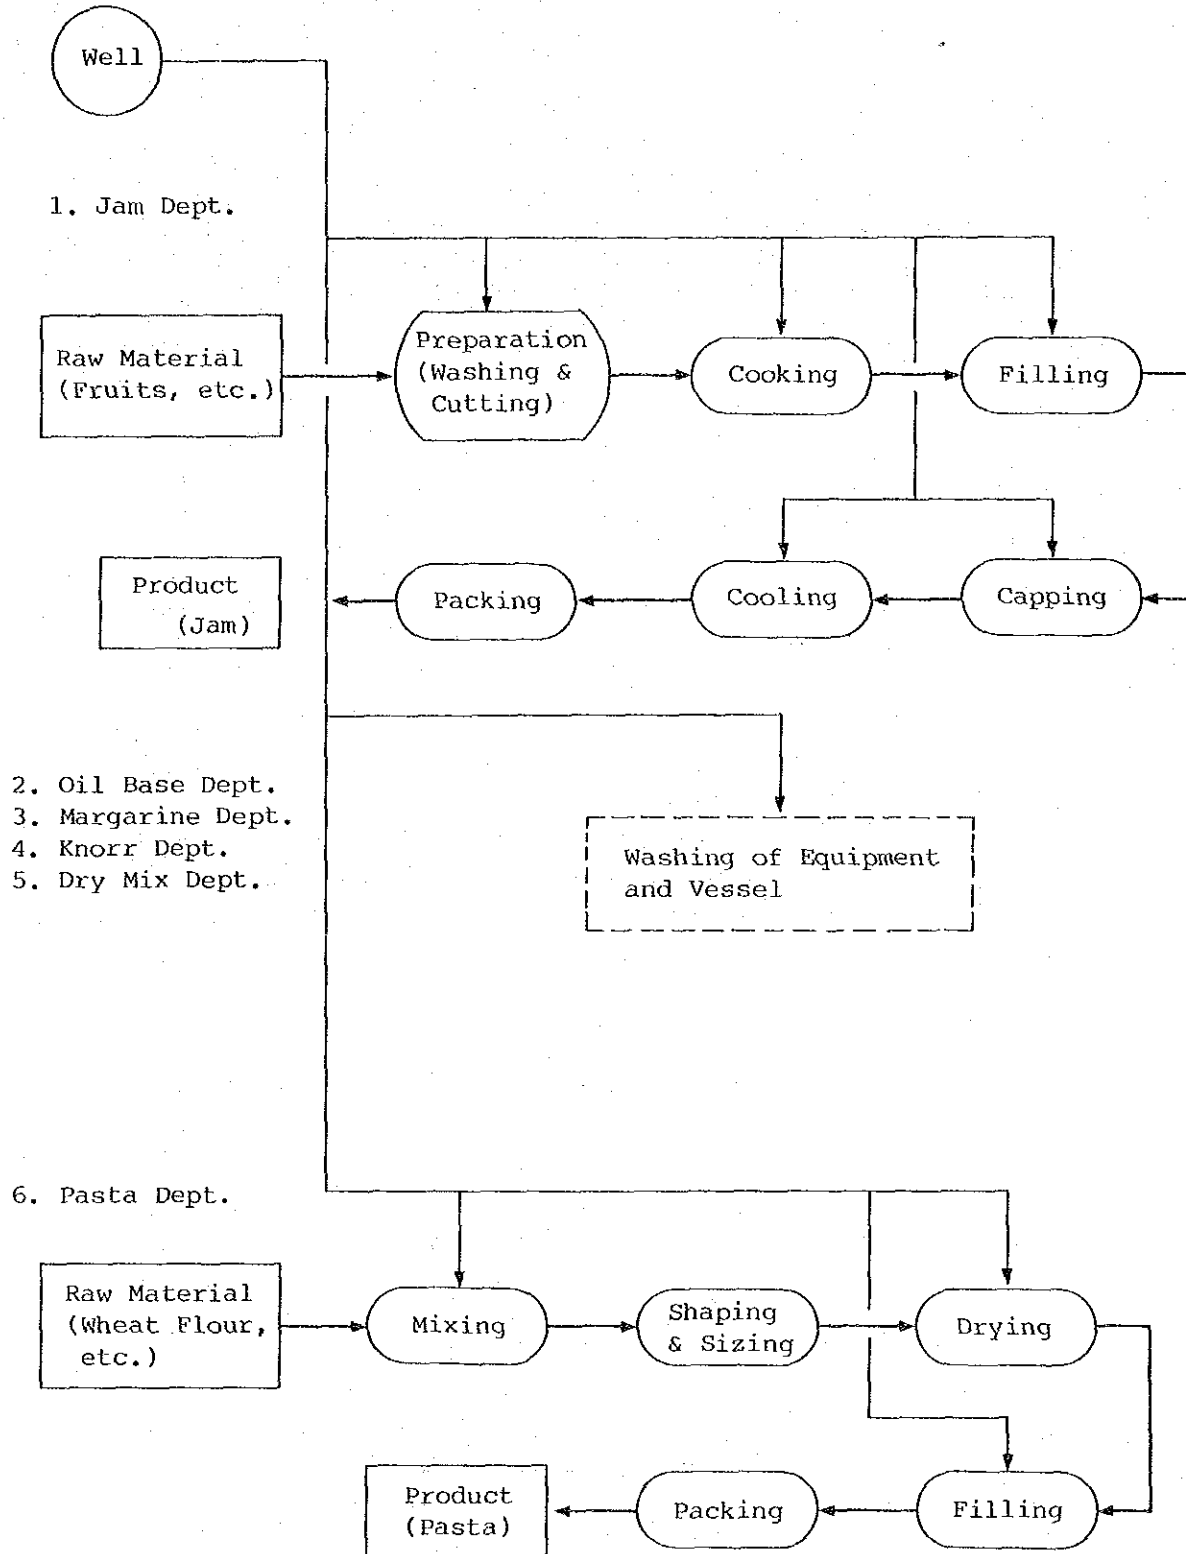 Well
1. Jam Dept.
Raw Material
(Fruits, etc.)
Preparation
(Washing &
Cutting)
Cooking
Filling
Product
(Jam)
Packing
Cooling
Capping
2. Oil Base Dept.
3. Margarine Dept.
4. Knorr Dept.
5. Dry Mix Dept.
Washing of Equipment
and Vessel
6. Pasta Dept.
Raw Material
(Wheat Flour,
etc.)
Mixing
Shaping
& Sizing
Drying
Product
(Pasta)
Packing
Filling